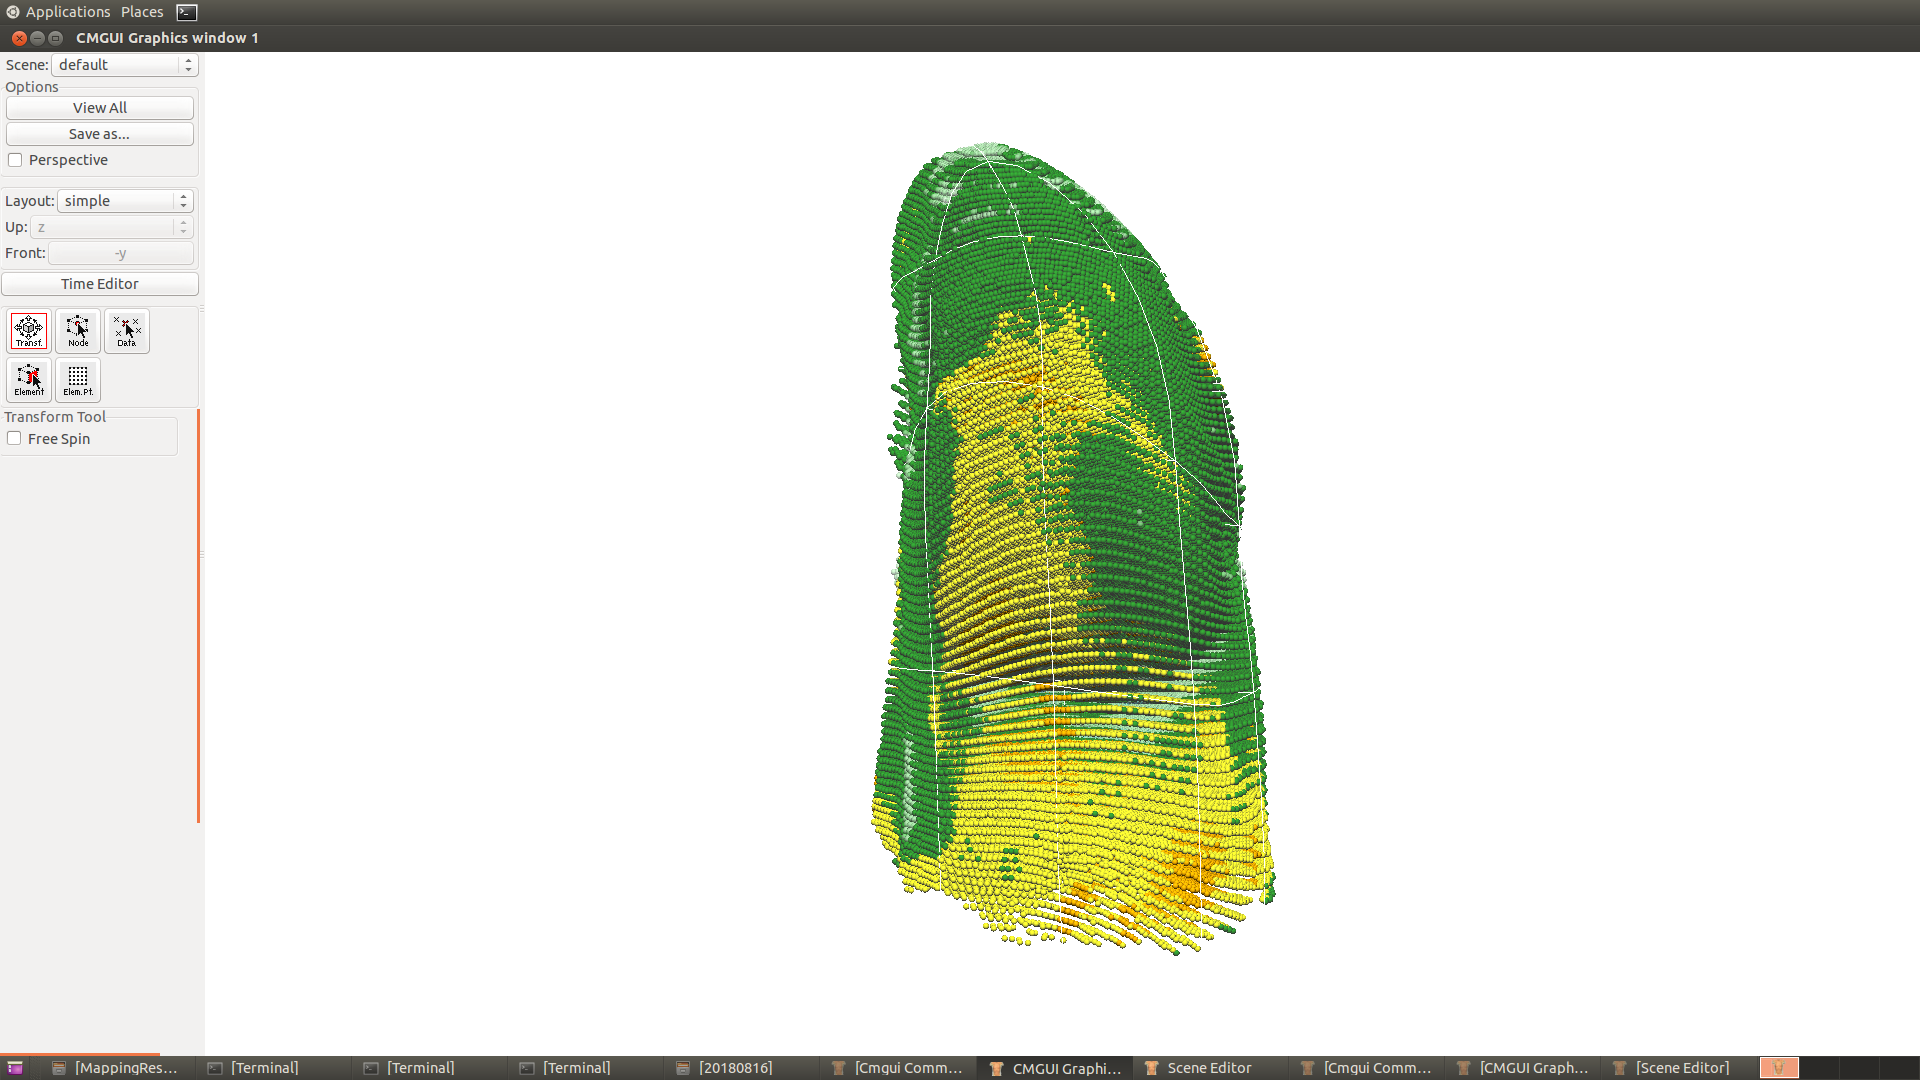 Applications Places
CMGUI Graphics window 1
Scene: default
Options
View All
Save as...
Perspective
Layout: simple
Up: z
Front: -y
Time Editor
Transf. Node Data
Element Elem. Pt.
Transform Tool
Free Spin
[MappingRes... [Terminal] [Terminal] [Terminal] [20180816] [Cmgui Comm... CMGUI Graphi... Scene Editor [Cmgui Comm... [CMGUI Graph... [Scene Editor]